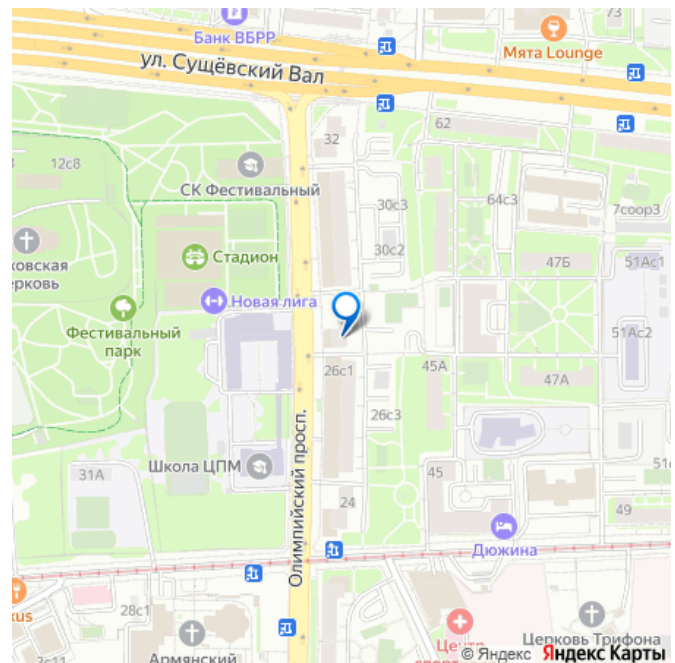 73
Банк ВБРР
Мята Lounge
ул. Сущёвский Вал
62
32
12с8
СК Фестивальный
30с3
64с3
7соор3
30с2
Стадион
47Б
51Ас1
ковская
ерковь
Новая лига
Фестивальный
парк
51Ас2
26с1
45А
47А
26с3
Олимпийский просп.
Школа ЦПМ
31А
45
24
49
Дюжина
28с1
Армянский
Церковь Трифона
© Яндекс Яндекс Карты